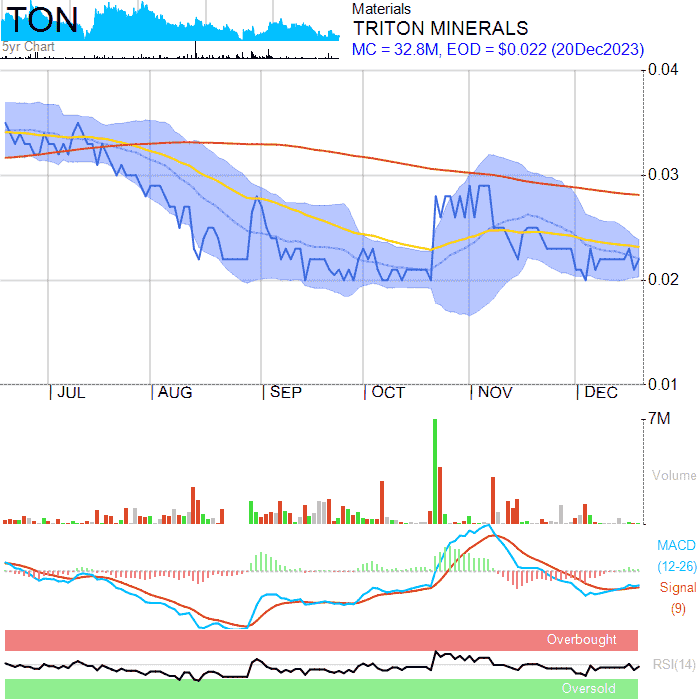 TON
5yr Chart
Materials
TRITON MINERALS
MC = 32.8M, EOD = $0.022 (20Dec2023)
0.04
0.03
0.02
0.01
JUL AUG SEP OCT NOV DEC
7M
Volume
MACD
(12-26)
Signal
(9)
Overbought
RSI(14)
Oversold